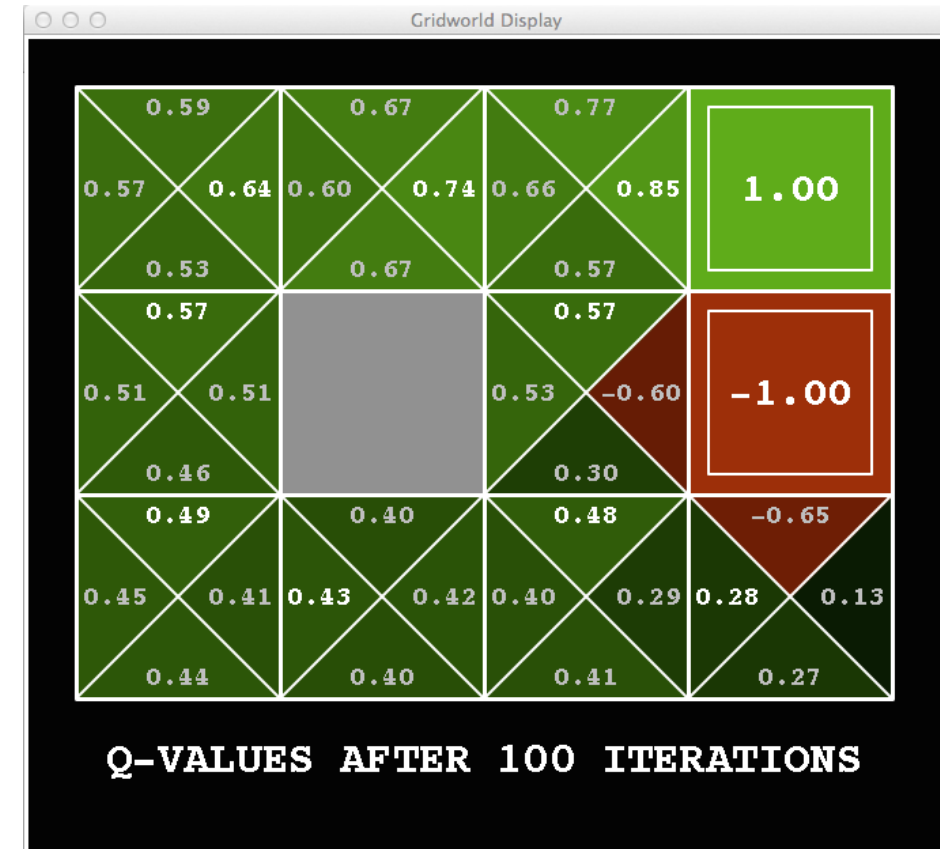 Gridworld Display
0.59 0.67 0.77
0.57 0.64 0.60 0.74 0.66 0.85 1.00
0.53 0.67 0.57
0.57 0.57
0.51 0.51 0.53 -0.60 -1.00
0.46 0.30
0.49 0.40 0.48 -0.65
0.45 0.41 0.43 0.42 0.40 0.29 0.28 0.13
0.44 0.40 0.41 0.27
Q-VALUES AFTER 100 ITERATIONS